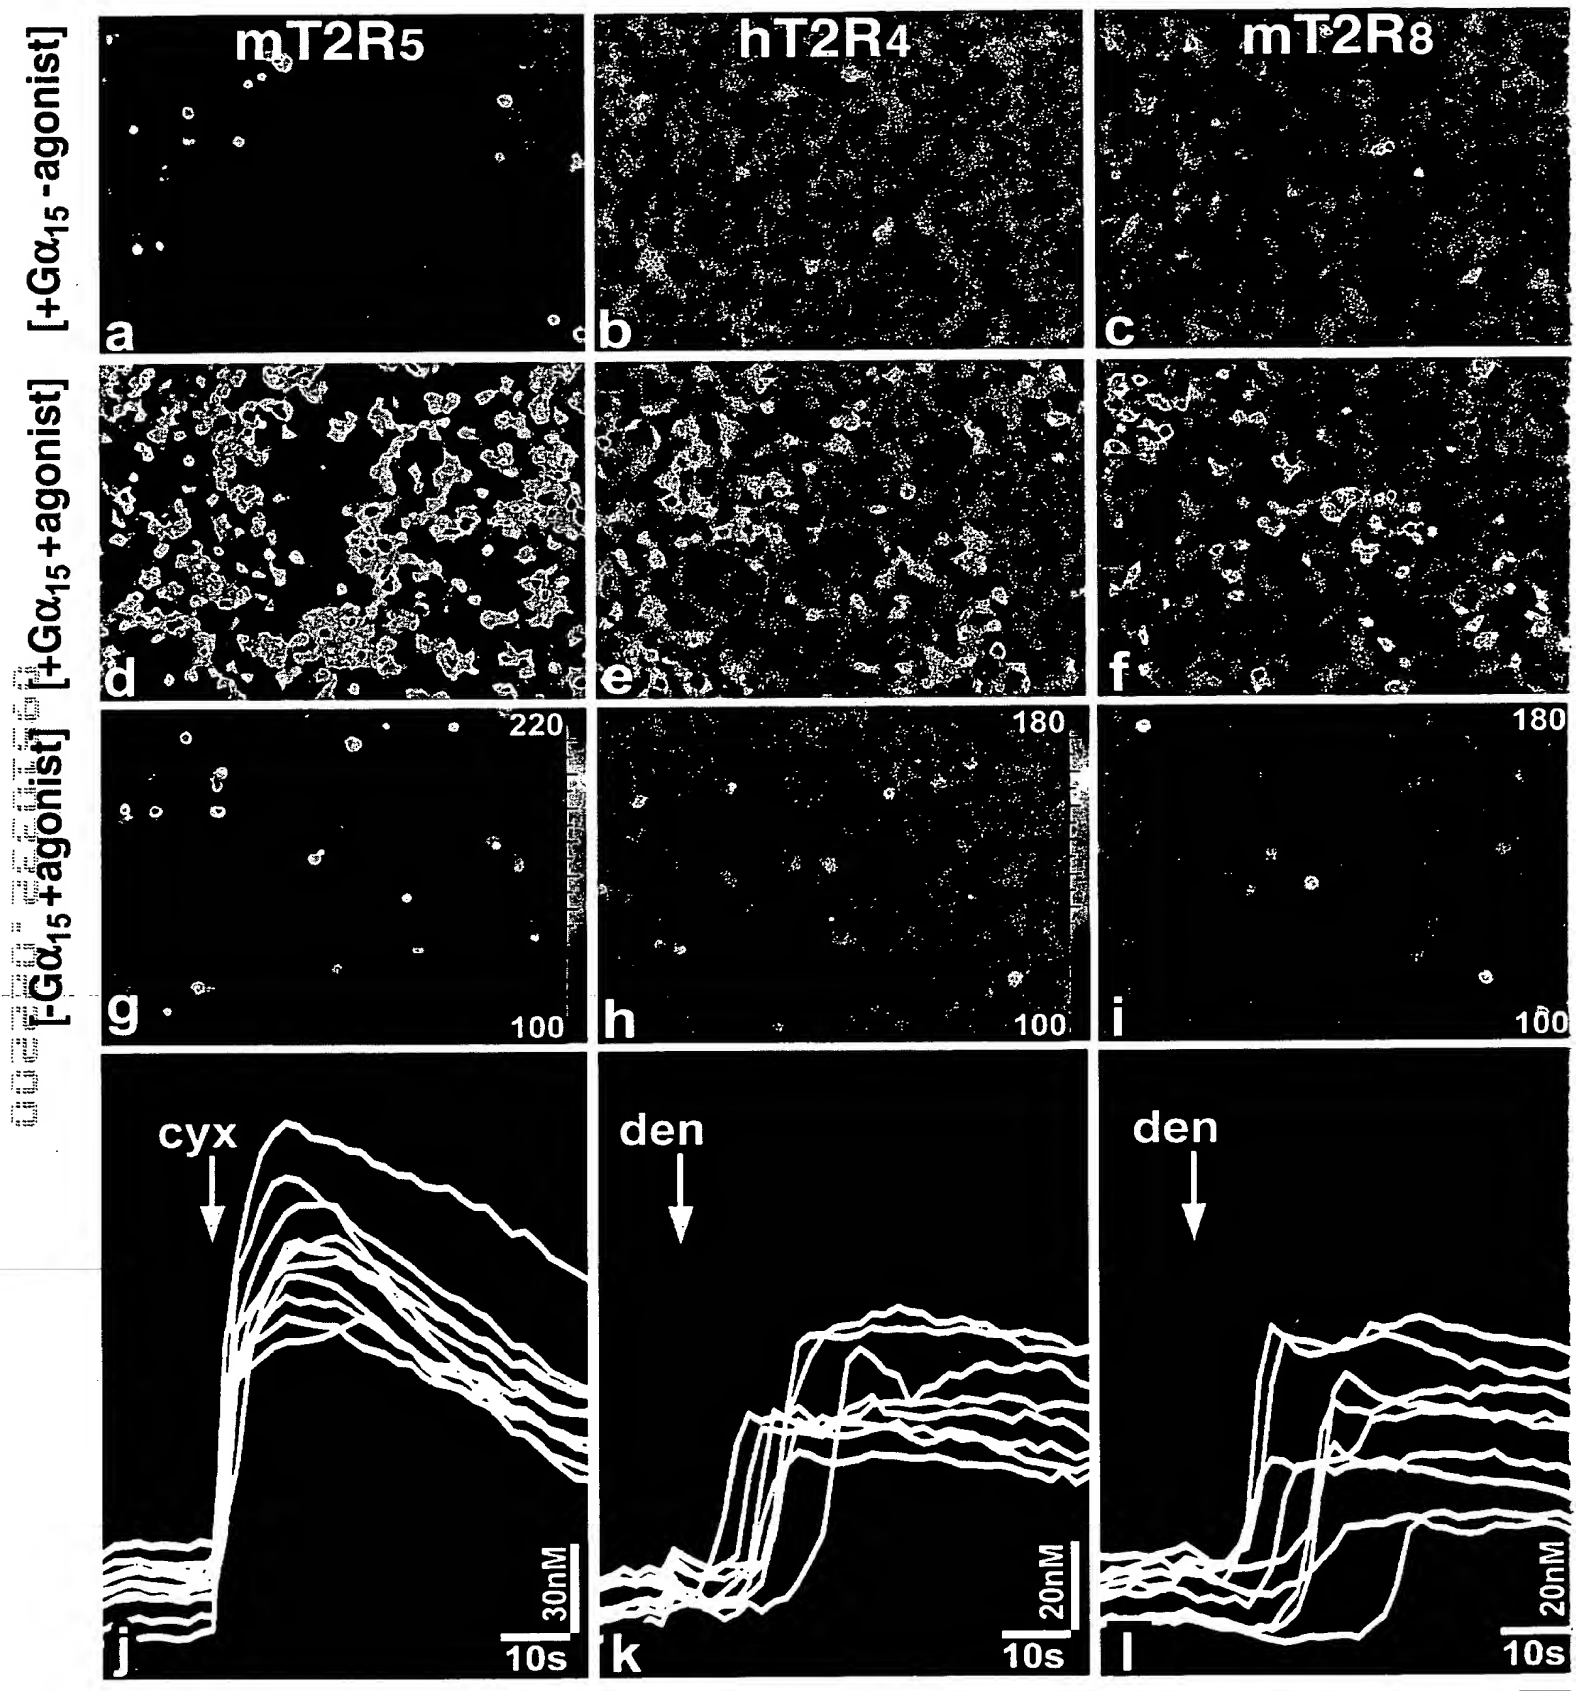 mT2R5 hT2R4 mT2R8
[+Gα15 -agonist]
a b c
[+Gα15 +agonist]
d e f
[-Gα15 +agonist]
220 180 180
g 100 h 100 i 100
cyx den den
30nM 20nM 20nM
j 10s k 10s l 10s